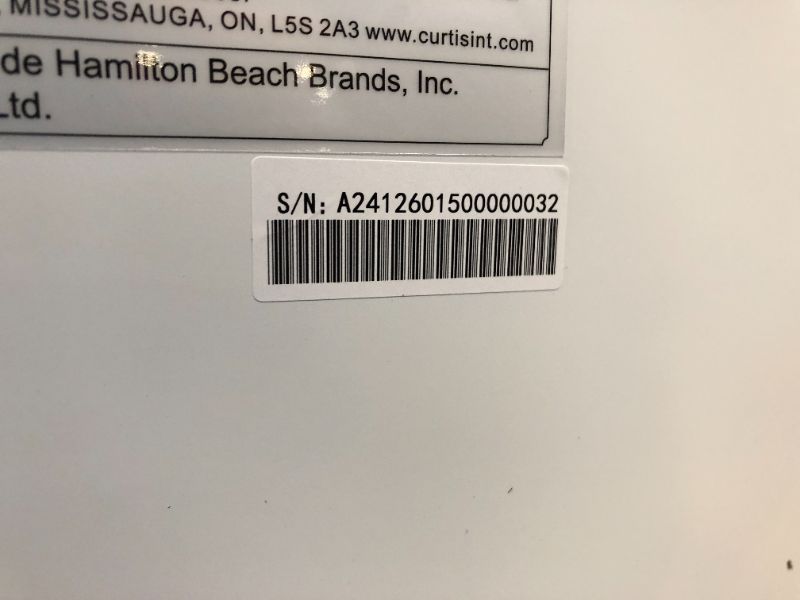 MISSISSAUGA, ON, L5S 2A3 www.curtisint.com
de Hamilton Beach Brands, Inc.
Ltd.
S/N: A2412601500000032